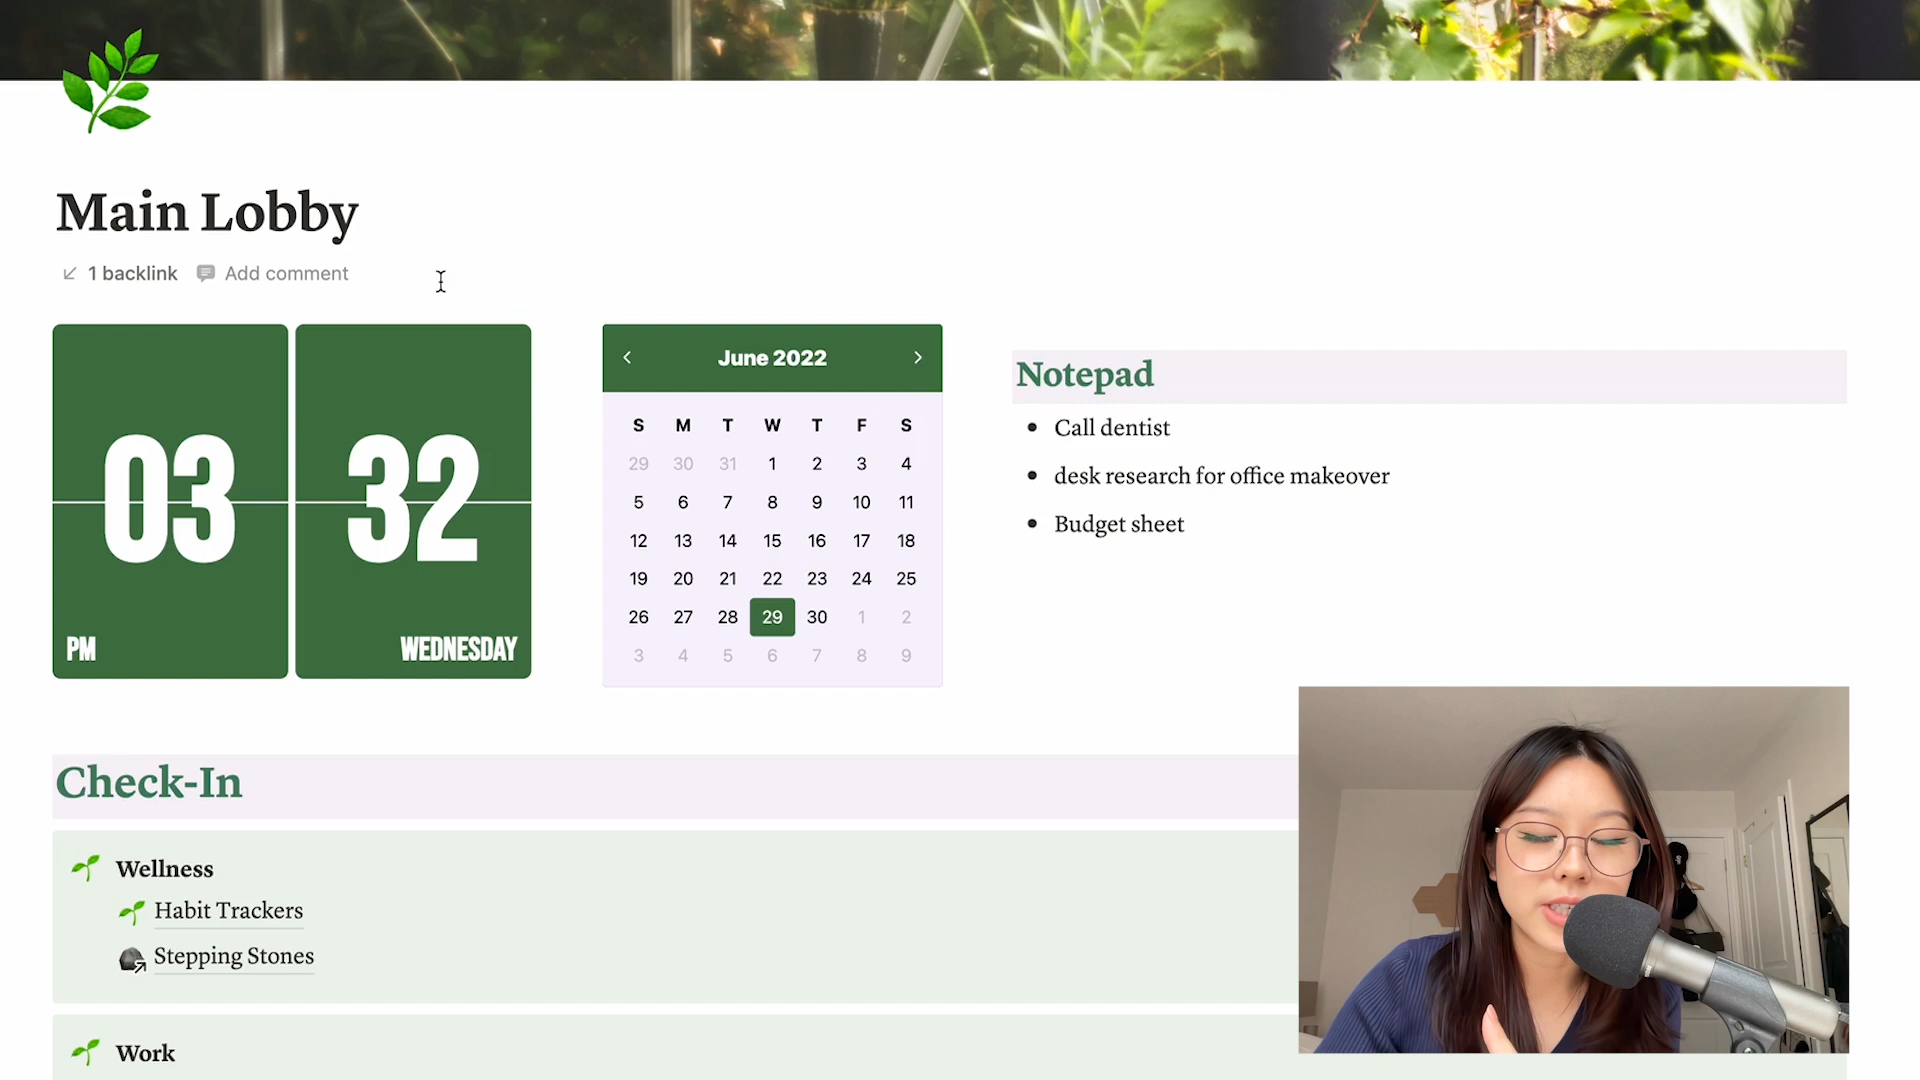 Main Lobby
1 backlink Add comment
03 32
PM WEDNESDAY
June 2022
S M T W T F S
29 30 31 1 2 3 4
5 6 7 8 9 10 11
12 13 14 15 16 17 18
19 20 21 22 23 24 25
26 27 28 29 30 1 2
3 4 5 6 7 8 9
Notepad
Call dentist
desk research for office makeover
Budget sheet
Check-In
Wellness
Habit Trackers
Stepping Stones
Work